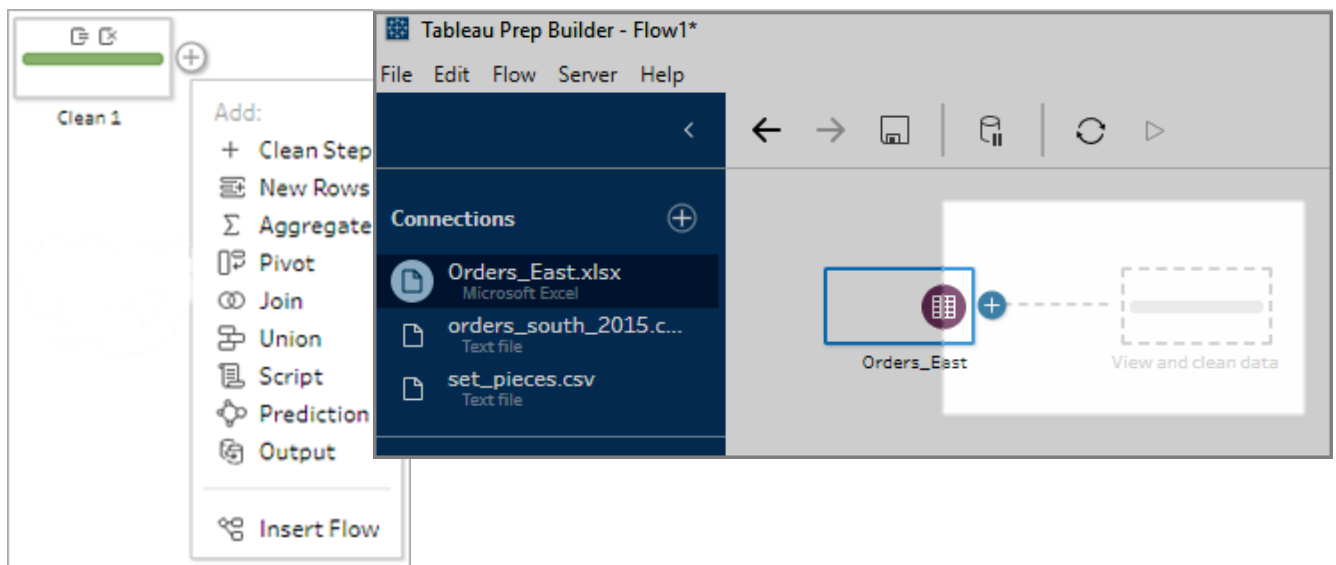 Clean 1
Add:
Clean Step
New Rows
Aggregate
Pivot
Join
Union
Script
Prediction
Output
Insert Flow
Tableau Prep Builder - Flow1*
File Edit Flow Server Help
Connections
Orders_East.xlsx
Microsoft Excel
orders_south_2015.c...
Text file
set_pieces.csv
Text file
Orders_East
View and clean data